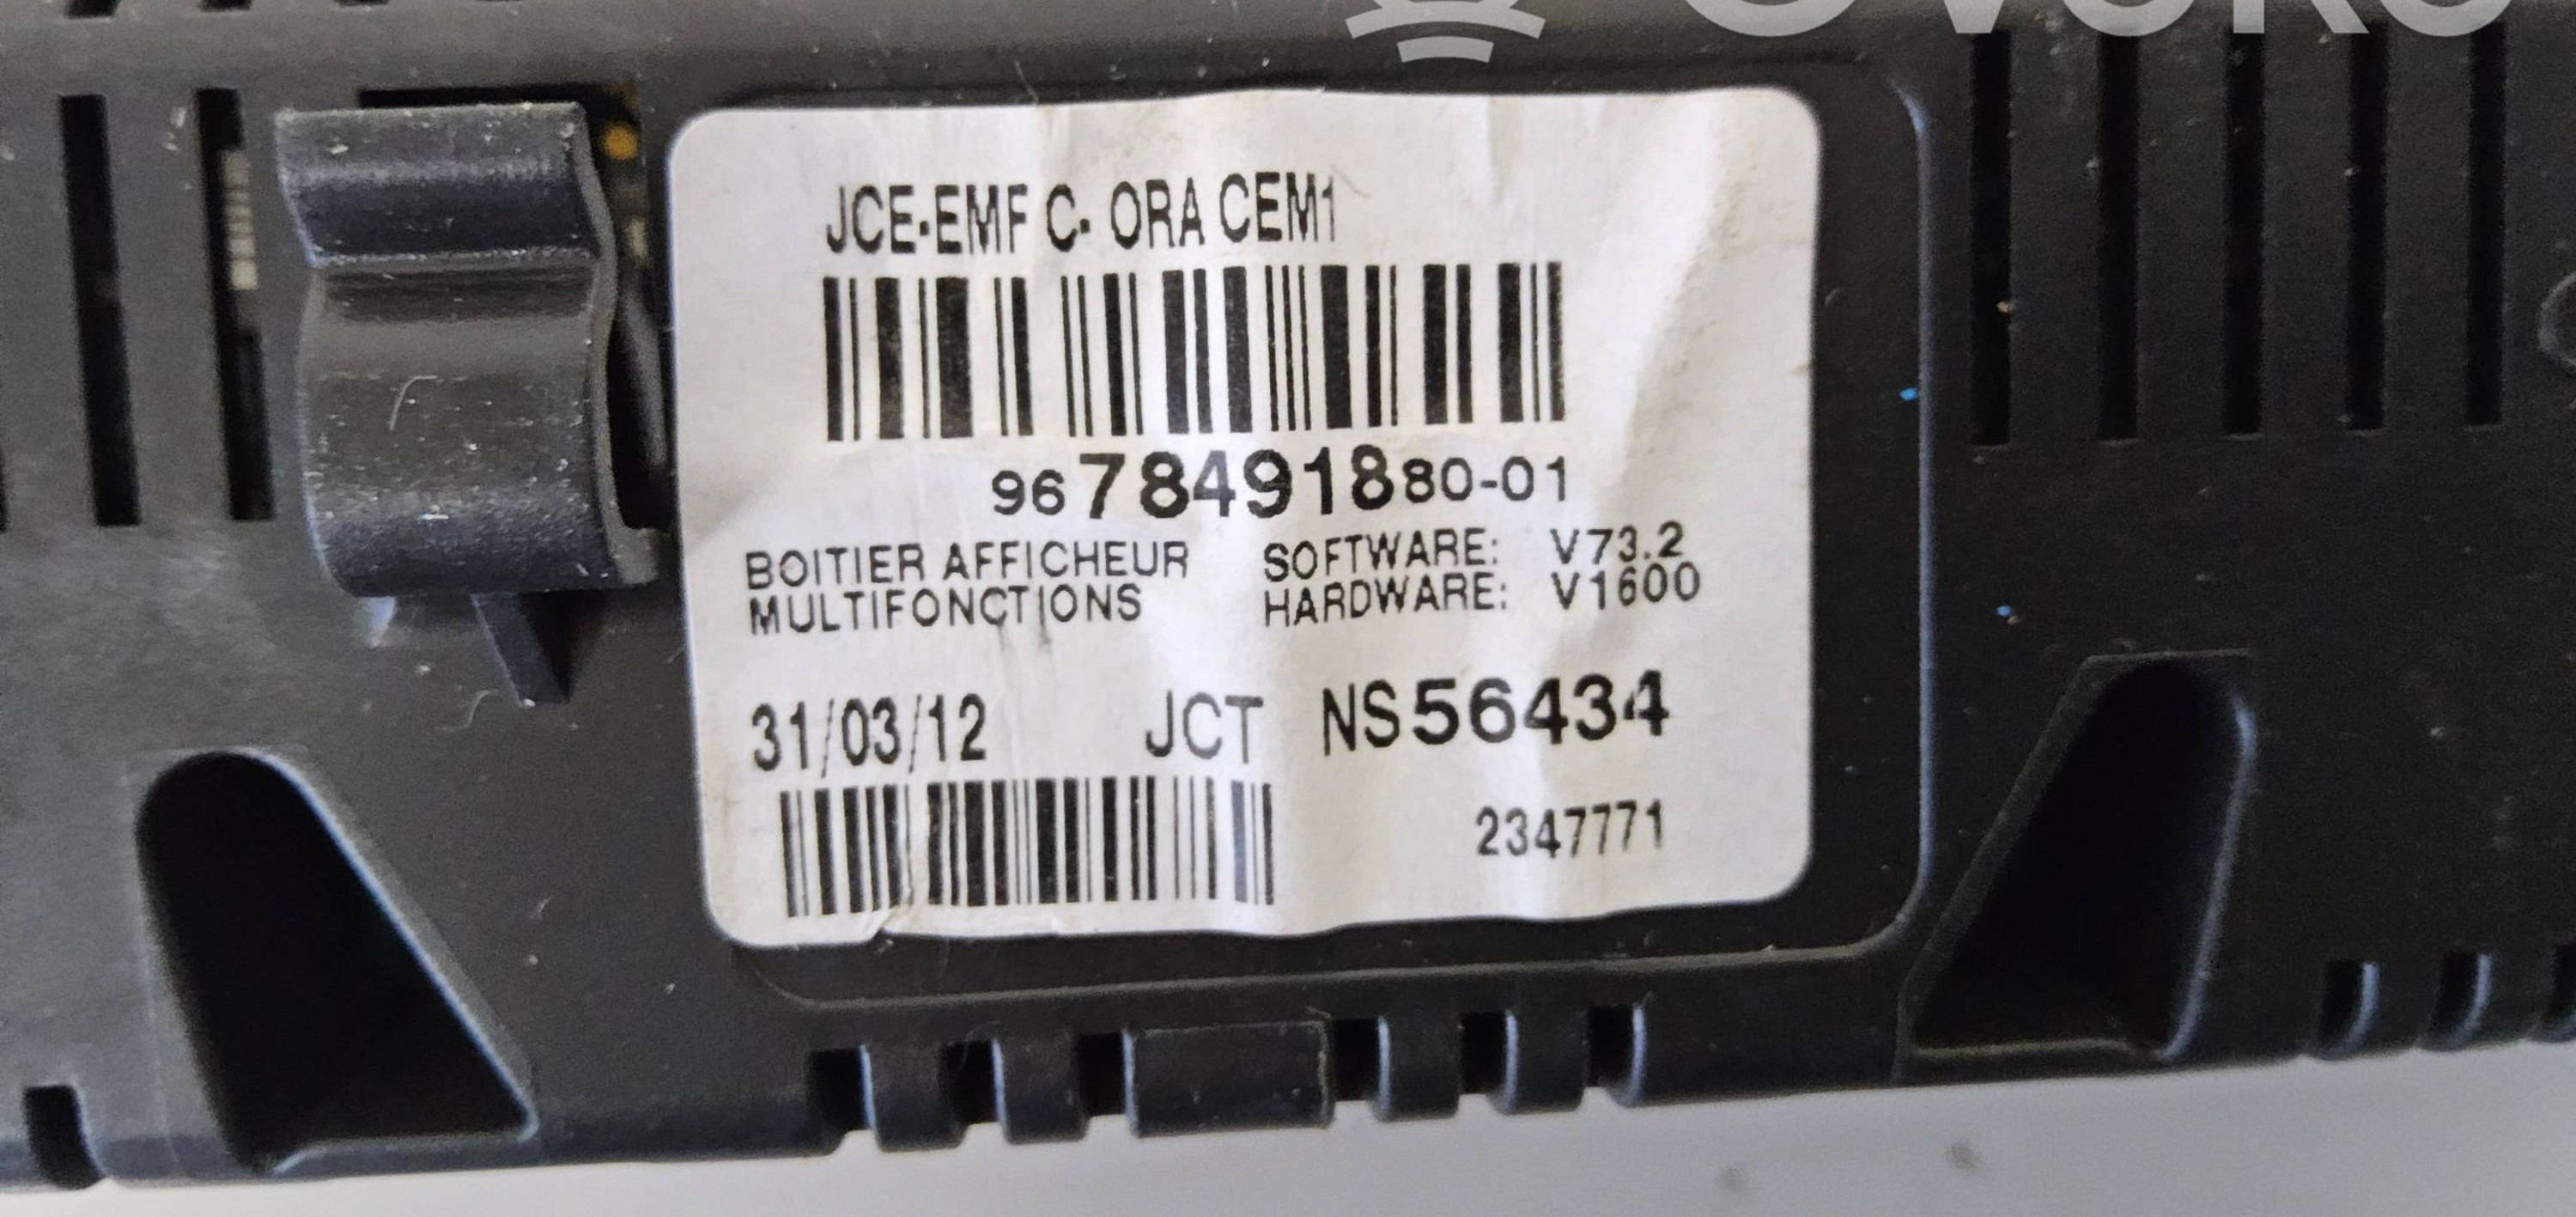 JCE-EMF C- ORA CEM1
9678491880-01
BOITIER AFFICHEUR SOFTWARE: V73.2
MULTIFONCTIONS HARDWARE: V1600
31/03/12 JCT NS56434
2347771